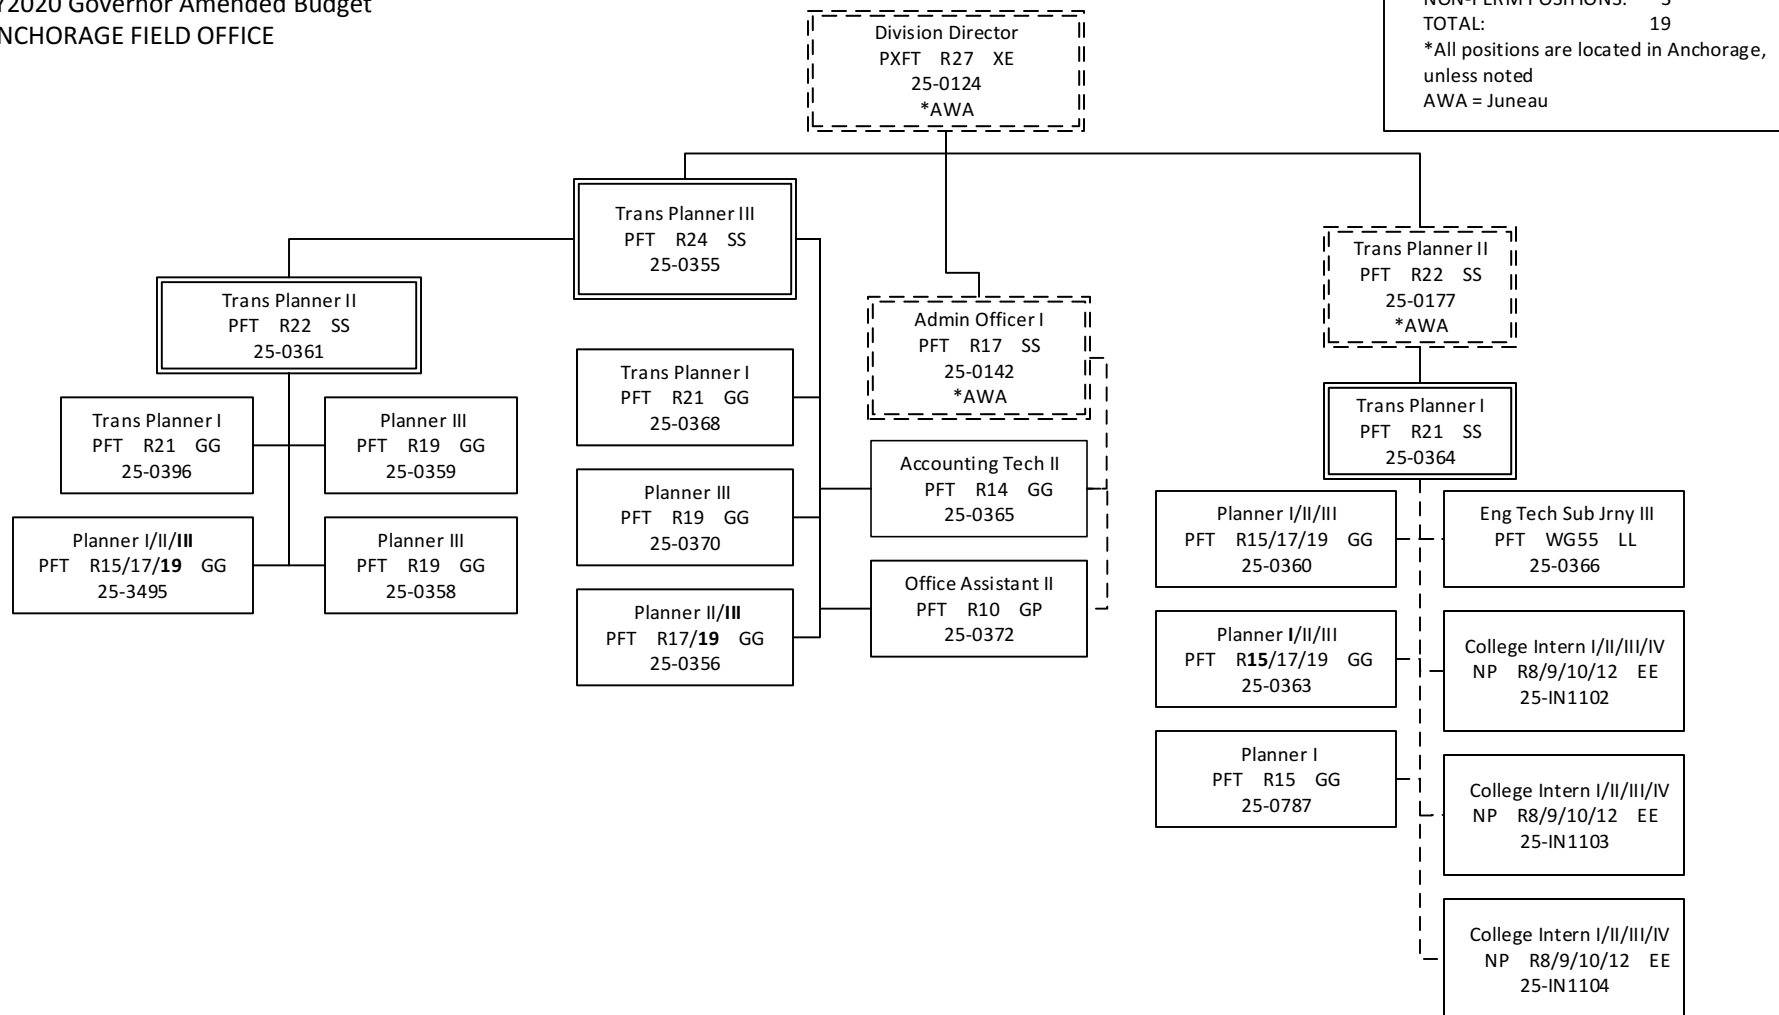 Y2020 Governor Amended Budget
NCHORAGE FIELD OFFICE
NON-PERM POSITIONS: 3
TOTAL: 19
*All positions are located in Anchorage,
unless noted
AWA = Juneau
Division Director
PXFT R27 XE
25-0124
*AWA
Trans Planner III
PFT R24 SS
25-0355
Trans Planner II
PFT R22 SS
25-0361
Trans Planner I
PFT R21 GG
25-0396
Planner III
PFT R19 GG
25-0359
Planner I/II/III
PFT R15/17/19 GG
25-3495
Planner III
PFT R19 GG
25-0358
Trans Planner I
PFT R21 GG
25-0368
Planner III
PFT R19 GG
25-0370
Planner II/III
PFT R17/19 GG
25-0356
Admin Officer I
PFT R17 SS
25-0142
*AWA
Accounting Tech II
PFT R14 GG
25-0365
Office Assistant II
PFT R10 GP
25-0372
Trans Planner II
PFT R22 SS
25-0177
*AWA
Trans Planner I
PFT R21 SS
25-0364
Planner I/II/III
PFT R15/17/19 GG
25-0360
Planner I/II/III
PFT R15/17/19 GG
25-0363
Planner I
PFT R15 GG
25-0787
Eng Tech Sub Jrny III
PFT WG55 LL
25-0366
College Intern I/II/III/IV
NP R8/9/10/12 EE
25-IN1102
College Intern I/II/III/IV
NP R8/9/10/12 EE
25-IN1103
College Intern I/II/III/IV
NP R8/9/10/12 EE
25-IN1104